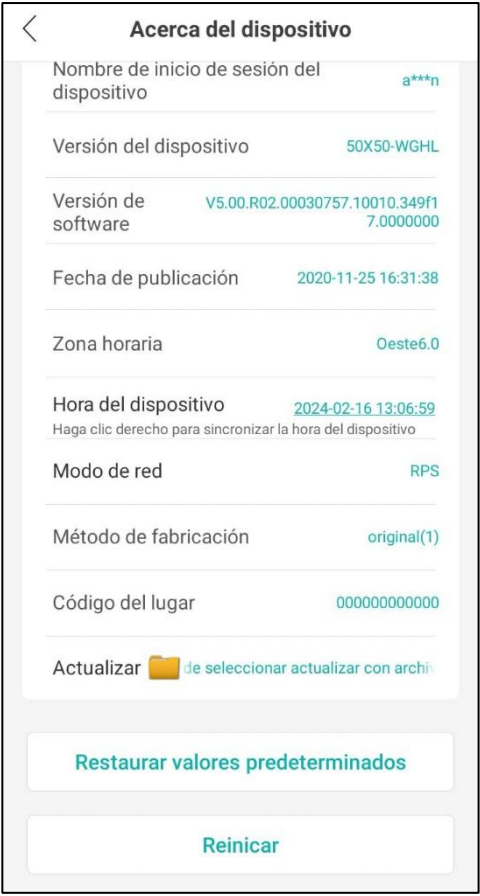 Acerca del dispositivo
Nombre de inicio de sesión del
dispositivo
a***n
Versión del dispositivo
50X50-WGHL
Versión de
software
V5.00.R02.00030757.10010.349f1
7.0000000
Fecha de publicación
2020-11-25 16:31:38
Zona horaria
Oeste6.0
Hora del dispositivo
2024-02-16 13:06:59
Haga clic derecho para sincronizar la hora del dispositivo
Modo de red
RPS
Método de fabricación
original(1)
Código del lugar
000000000000
Actualizar
de seleccionar actualizar con archiv
Restaurar valores predeterminados
Reinicar